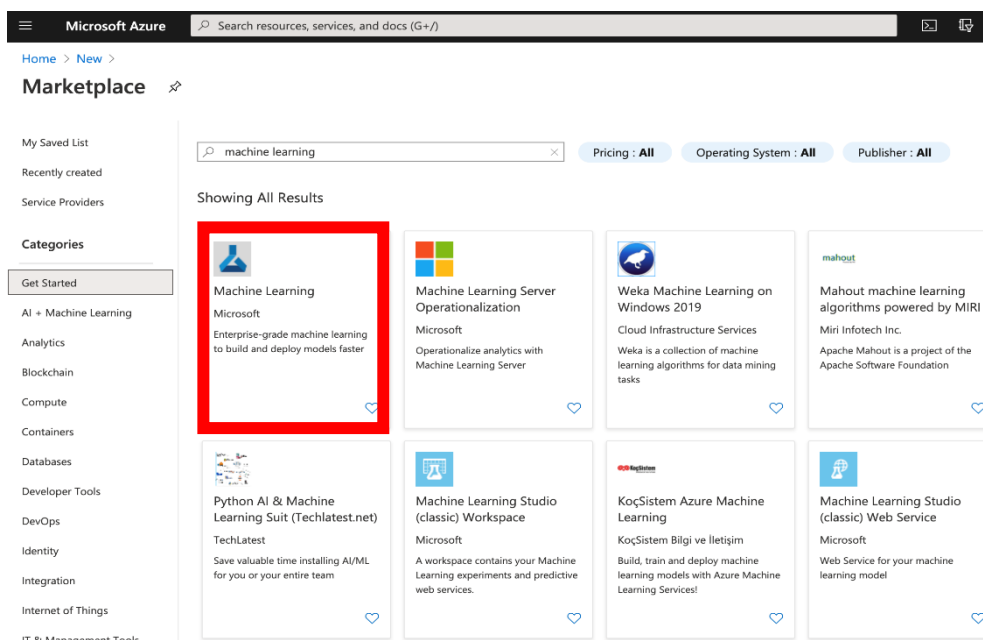 Microsoft Azure
Search resources, services, and docs (G+/)
Home > New >
Marketplace
My Saved List
Recently created
Service Providers
Categories
Get Started
AI + Machine Learning
Analytics
Blockchain
Compute
Containers
Databases
Developer Tools
DevOps
Identity
Integration
Internet of Things
IT & Management Tools
machine learning
Pricing : All
Operating System : All
Publisher : All
Showing All Results
Machine Learning
Microsoft
Enterprise-grade machine learning
to build and deploy models faster
Machine Learning Server
Operationalization
Microsoft
Operationalize analytics with
Machine Learning Server
Weka Machine Learning on
Windows 2019
Cloud Infrastructure Services
Weka is a collection of machine
learning algorithms for data mining
tasks
mahout
Mahout machine learning
algorithms powered by MIRI
Miri Infotech Inc.
Apache Mahout is a project of the
Apache Software Foundation
Python AI & Machine
Learning Suit (Techlatest.net)
TechLatest
Save valuable time installing AI/ML
for you or your entire team
Machine Learning Studio
(classic) Workspace
Microsoft
A workspace contains your Machine
Learning experiments and predictive
web services.
KoçSistem
KoçSistem Azure Machine
Learning
KoçSistem Bilgi ve İletişim
Build, train and deploy machine
learning models with Azure Machine
Learning Services!
Machine Learning Studio
(classic) Web Service
Microsoft
Web Service for your machine
learning model